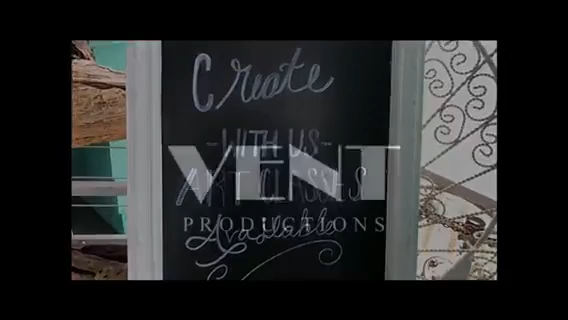 Create
- WITH US -
VENT
ART CLASSES
PRODUCTIONS
Available